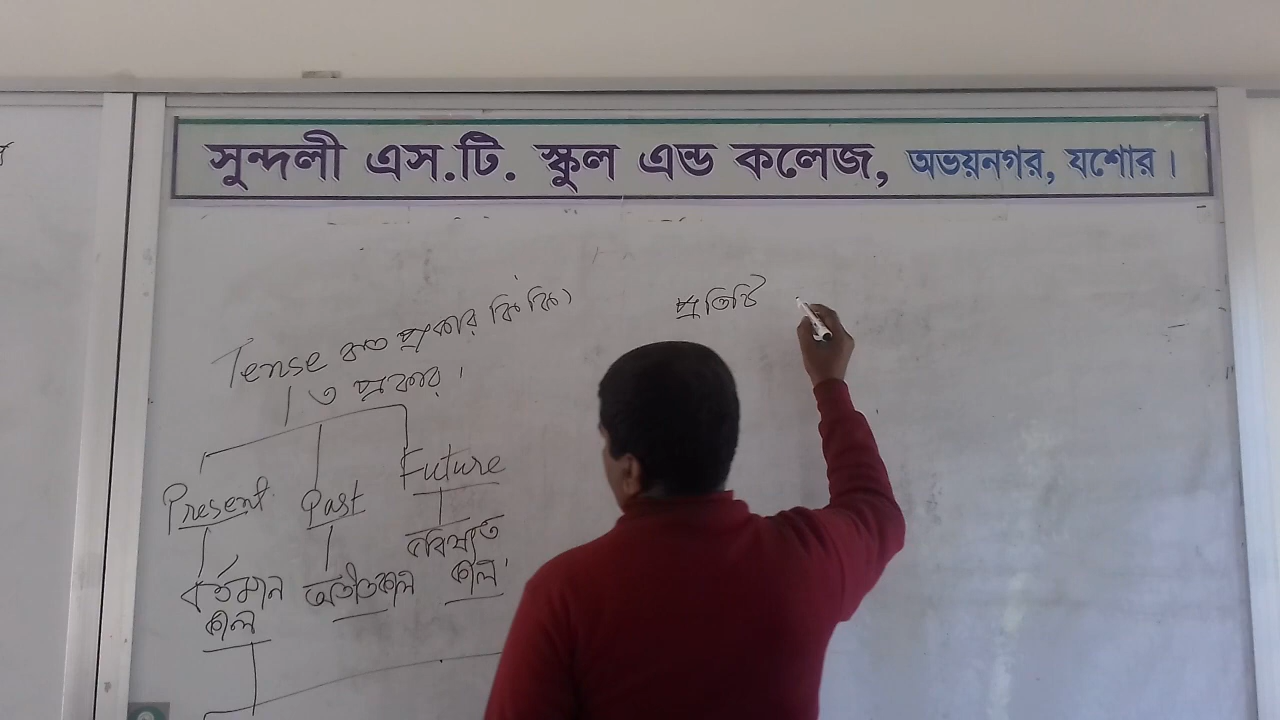 সুন্দলী এস.টি. স্কুল এন্ড কলেজ, অভয়নগর, যশোর।
Tense কত প্রকার কি কি?
৩ প্রকার।
Present Past Future
বর্তমান কাল অতীতকাল ভবিষ্যত কাল
প্রতিটি